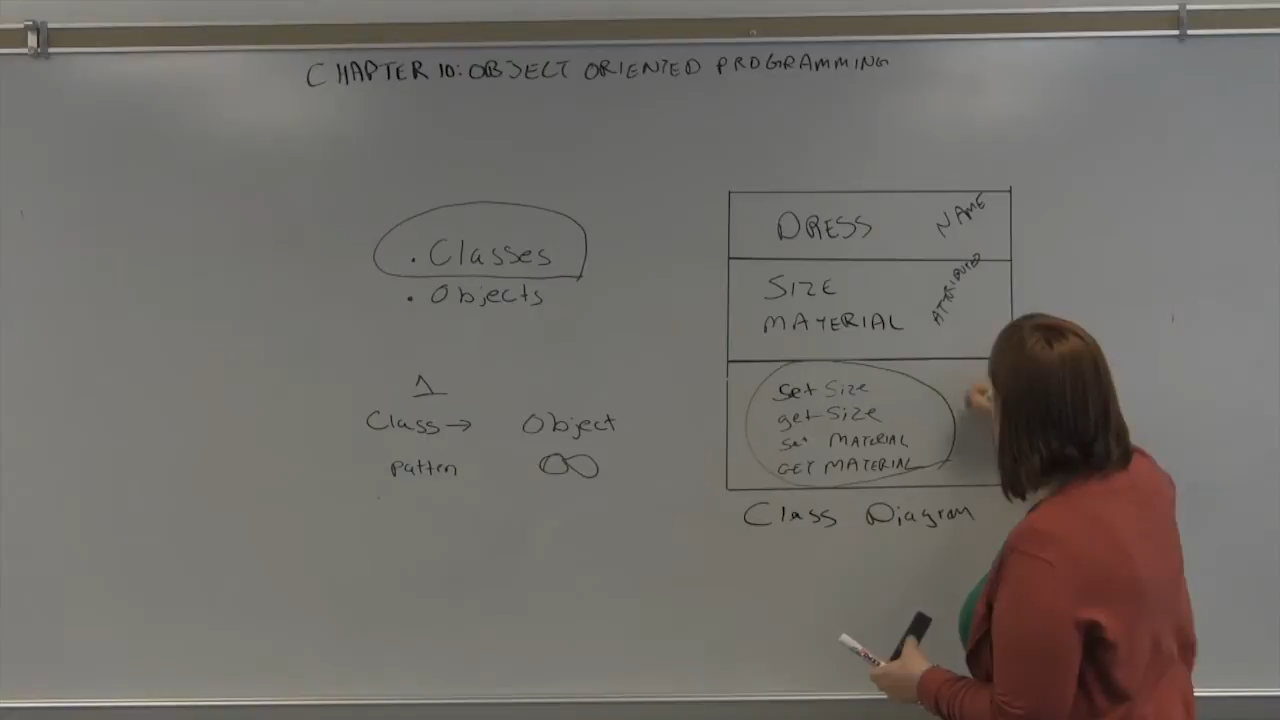 CHAPTER 10: OBJECT ORIENTED PROGRAMMING
. Classes
. Objects
1
Class → Object
pattern ∞
DRESS NAME
SIZE
MATERIAL
ATTRIBUTES
set Size
get Size
set MATERIAL
GET MATERIAL
Class Diagram